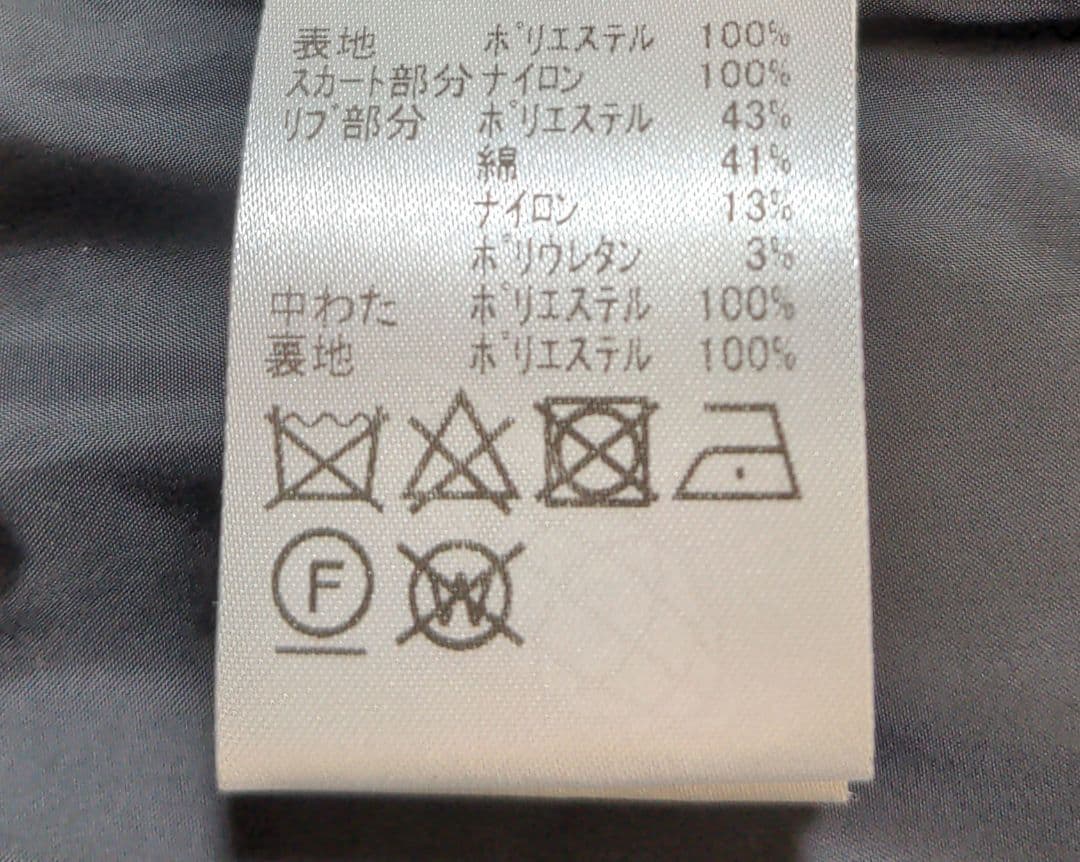 表地 ポリエステル 100%
スカート部分 ナイロン 100%
リブ部分 ポリエステル 43%
綿 41%
ナイロン 13%
ポリウレタン 3%
中わた ポリエステル 100%
裏地 ポリエステル 100%
F W